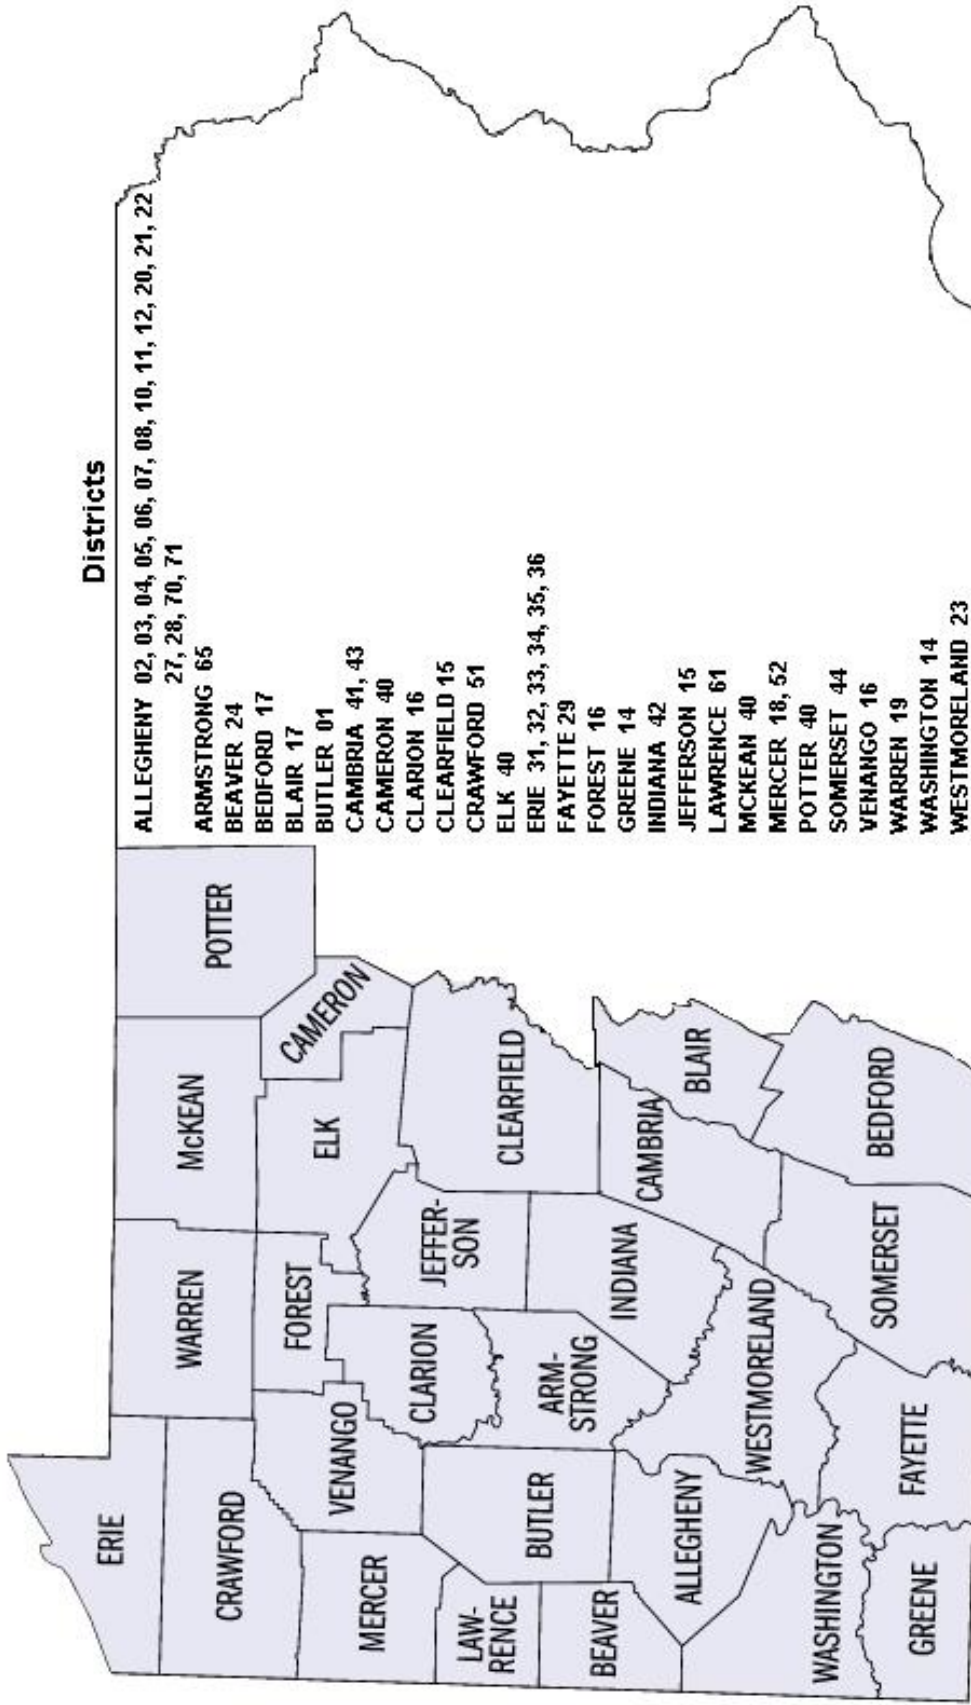 Districts
ALLEGHENY 02, 03, 04, 05, 06, 07, 08, 10, 11, 12, 20, 21, 22
27, 28, 70, 71
ARMSTRONG 65
BEAVER 24
BEDFORD 17
BLAIR 17
BUTLER 01
CAMBRIA 41, 43
CAMERON 40
CLARION 16
CLEARFIELD 15
CRAWFORD 51
ELK 40
ERIE 31, 32, 33, 34, 35, 36
FAYETTE 29
FOREST 16
GREENE 14
INDIANA 42
JEFFERSON 15
LAWRENCE 61
MCKEAN 40
MERCER 18, 52
POTTER 40
SOMERSET 44
VENANGO 16
WARREN 19
WASHINGTON 14
WESTMORELAND 23
ERIE
CRAWFORD
WARREN
McKEAN
POTTER
MERCER
VENANGO
FOREST
ELK
CAMERON
LAW-
RENCE
BUTLER
CLARION
JEFFER-
SON
CLEARFIELD
BEAVER
ARM-
STRONG
INDIANA
CAMBRIA
BLAIR
ALLEGHENY
WESTMORELAND
WASHINGTON
GREENE
FAYETTE
SOMERSET
BEDFORD